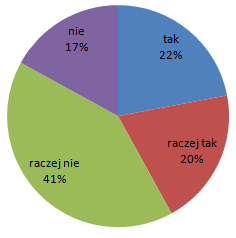 nie
17%
tak
22%
raczej tak
20%
raczej nie
41%